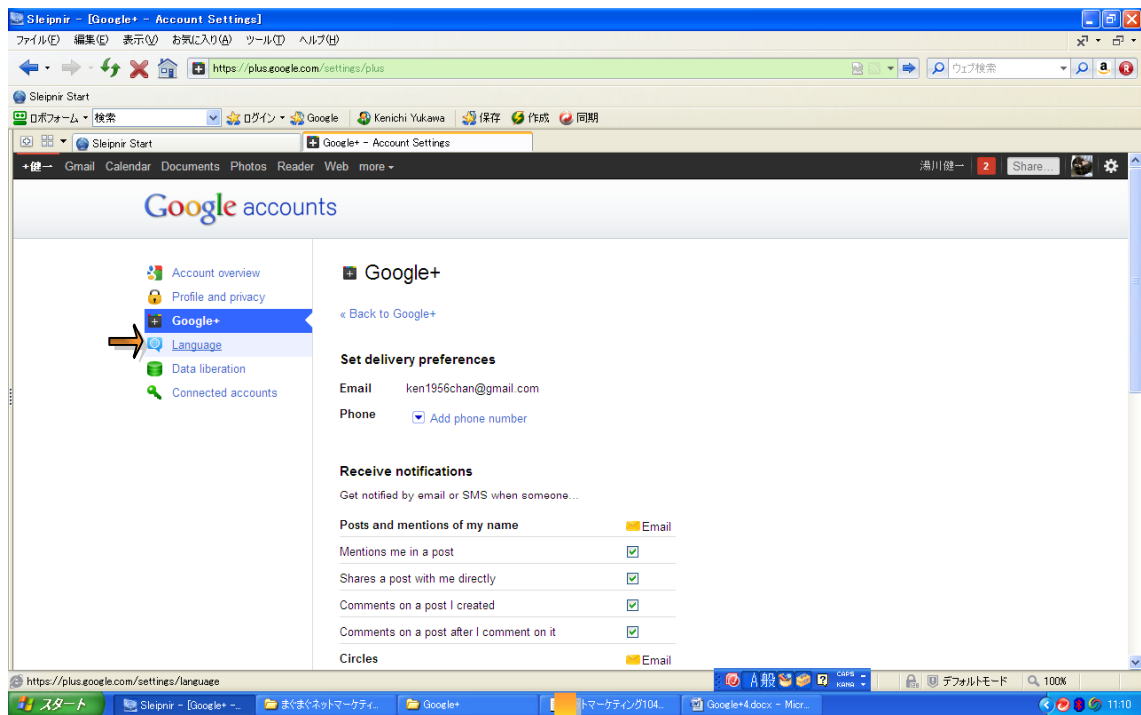 Sleipnir - [Google+ - Account Settings]
ファイル(F) 編集(E) 表示(V) お気に入り(A) ツール(T) ヘルプ(H)
https://plus.google.com/settings/plus
ウェブ検索
Sleipnir Start
ロボフォーム 検索 ログイン Google Kenichi Yukawa 保存 作成 同期
Sleipnir Start Google+ - Account Settings
+健一 Gmail Calendar Documents Photos Reader Web more 湯川健一 2 Share...
Google accounts
Account overview
Profile and privacy
Google+
Language
Data liberation
Connected accounts
Google+
« Back to Google+
Set delivery preferences
Email ken1956chan@gmail.com
Phone Add phone number
Receive notifications
Get notified by email or SMS when someone...
Posts and mentions of my name Email
Mentions me in a post
Shares a post with me directly
Comments on a post I created
Comments on a post after I comment on it
Circles Email
https://plus.google.com/settings/language
A 般 CAPS KANA
デフォルトモード 100%
スタート Sleipnir - [Google+ -... まぐまぐネットマーケティ... Google+ トマーケティング104... Google+4.docx - Micr... 11:10